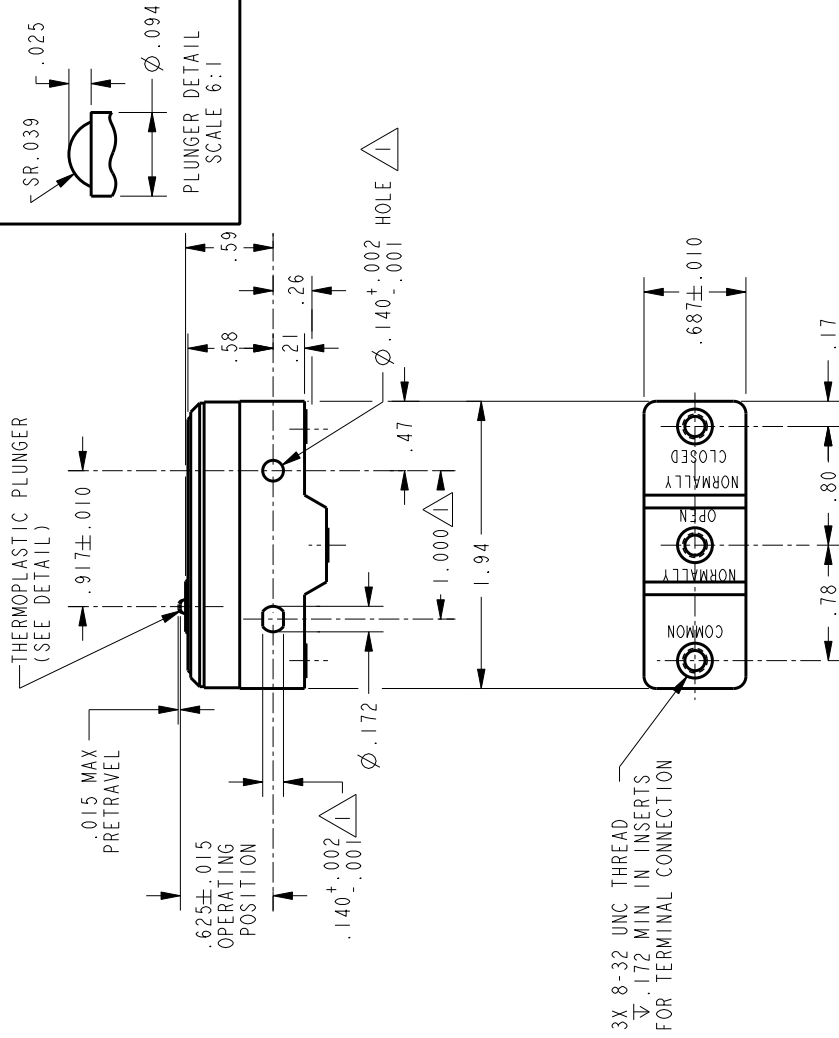 SR.039
.025
Ø.094
PLUNGER DETAIL
SCALE 6:1
THERMOPLASTIC PLUNGER
(SEE DETAIL)
.917±.010
.015 MAX
PRETRAVEL
.58
.59
.21
.26
Ø.140 +.002 -.001 HOLE 1
.47
1.000 1
1.94
Ø.172
.625±.015
OPERATING
POSITION
.140 +.002 -.001 1
.687±.010
COMMON
NORMALLY
OPEN
NORMALLY
CLOSED
.78
.80
.17
3X 8-32 UNC THREAD
↧.172 MIN IN INSERTS
FOR TERMINAL CONNECTION